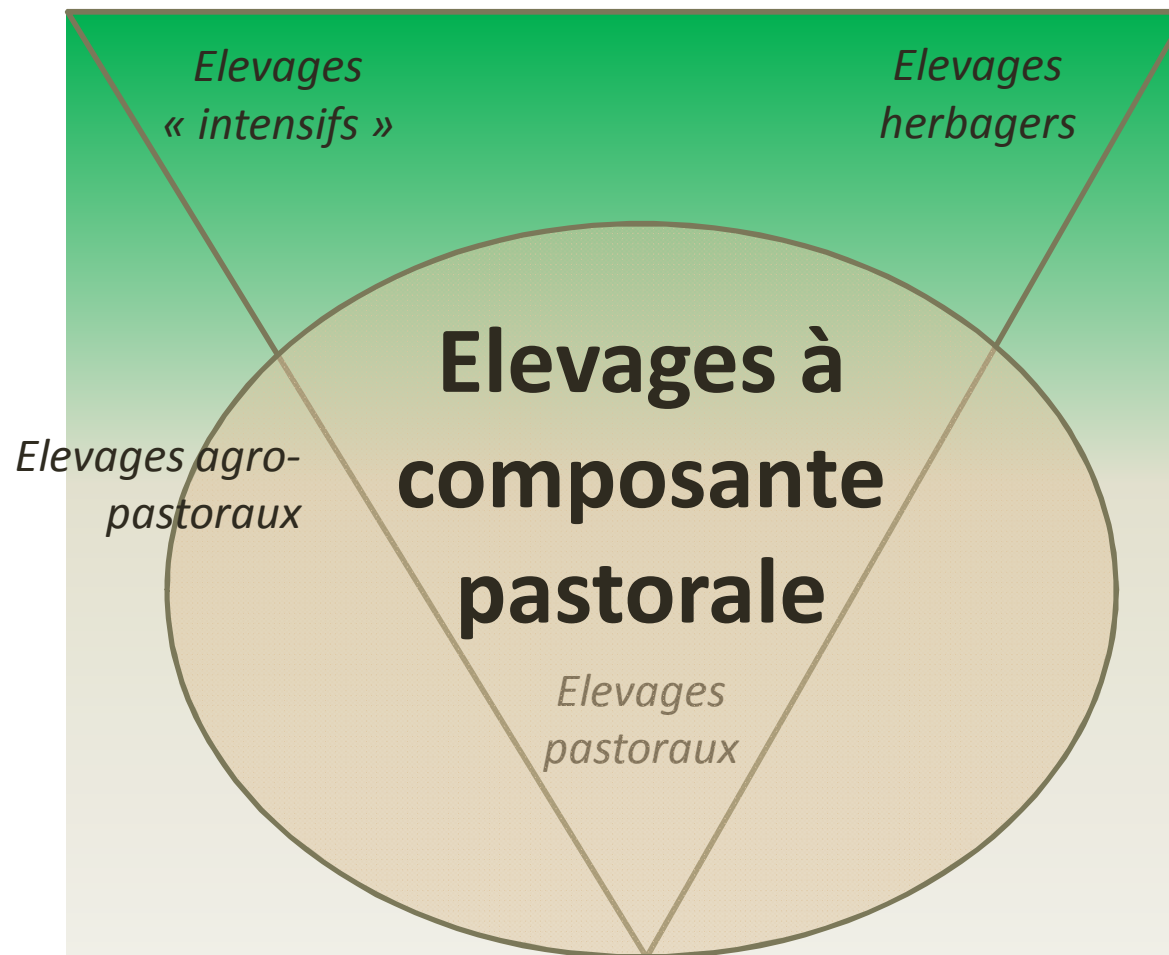 Elevages
« intensifs »
Elevages
herbagers
Elevages à
composante
pastorale
Elevages agro-
pastoraux
Elevages
pastoraux